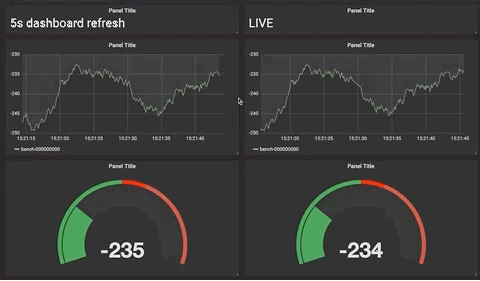 Panel Title
5s dashboard refresh
Panel Title
LIVE
Panel Title
-230
-235
-240
-245
-250
15:21:15 15:21:20 15:21:25 15:21:30 15:21:35 15:21:40
bench-000000000
Panel Title
-230
-235
-240
-245
-250
15:21:20 15:21:25 15:21:30 15:21:35 15:21:40 15:21:45
bench-000000000
Panel Title
-235
Panel Title
-234